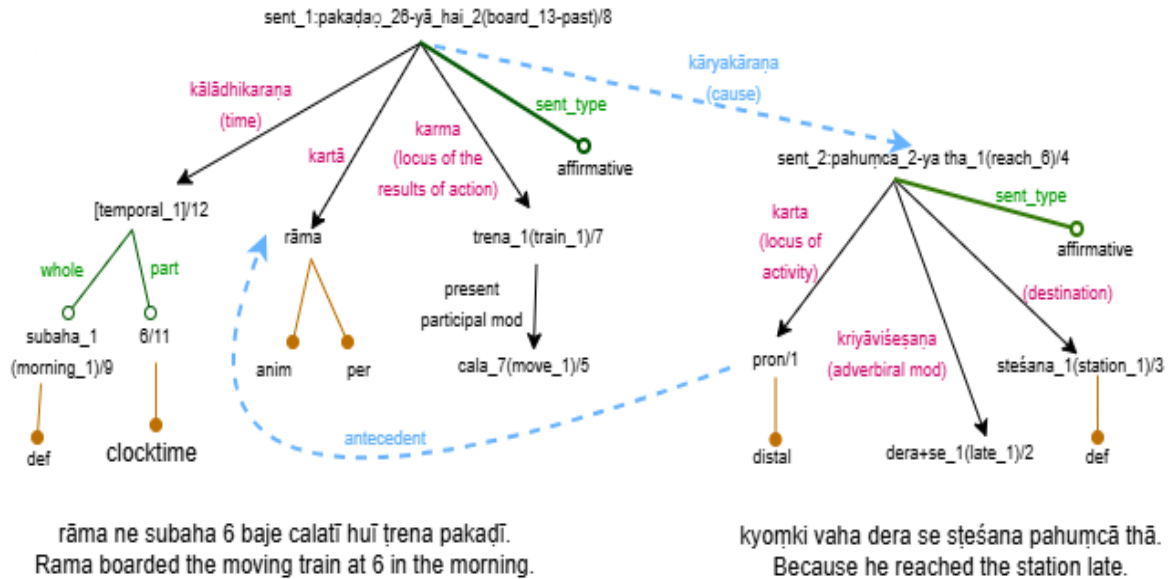 sent_1:pakaḍaọ_26-yā_hai_2(board_13-past)/8
kālādhikaraṇa
(time)
kartā
karma
(locus of the
results of action)
sent_type
affirmative
kāryakāraṇa
(cause)
[temporal_1]/12
whole
part
subaha_1
(morning_1)/9
6/11
def
clocktime
rāma
anim
per
trena_1(train_1)/7
present
participal mod
cala_7(move_1)/5
antecedent
sent_2:pahuṃca_2-ya tha_1(reach_6)/4
karta
(locus of
activity)
sent_type
affirmative
(destination)
kriyāviśeṣaṇa
(adverbiral mod)
pron/1
distal
dera+se_1(late_1)/2
steśana_1(station_1)/3
def
rāma ne subaha 6 baje calatī huī ṭrena pakaḍī.
Rama boarded the moving train at 6 in the morning.
kyoṃki vaha dera se sṭeśana pahuṃcā thā.
Because he reached the station late.